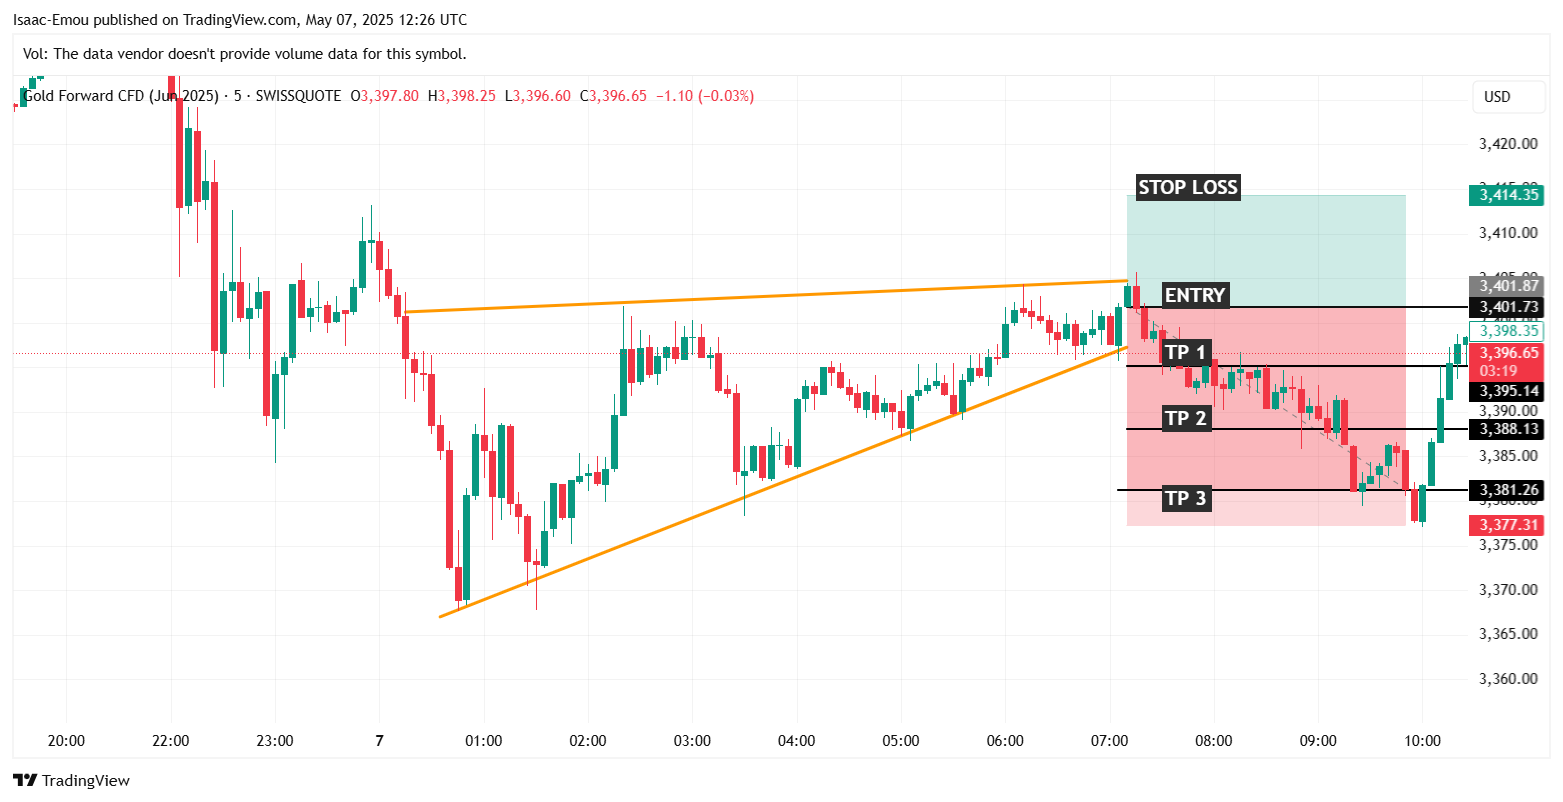 Isaac-Emou published on TradingView.com, May 07, 2025 12:26 UTC
Vol: The data vendor doesn't provide volume data for this symbol.
Gold Forward CFD (Jun 2025) · 5 · SWISSQUOTE O3,397.80 H3,398.25 L3,396.60 C3,396.65 −1.10 (−0.03%)
USD
3,420.00
STOP LOSS
3,414.35
3,410.00
3,401.87
ENTRY
3,401.73
3,398.35
TP 1
3,396.65
03:19
3,395.14
3,390.00
TP 2
3,388.13
3,385.00
3,381.26
TP 3
3,377.31
3,375.00
3,370.00
3,365.00
3,360.00
20:00 22:00 23:00 7 01:00 02:00 03:00 04:00 05:00 06:00 07:00 08:00 09:00 10:00
TradingView